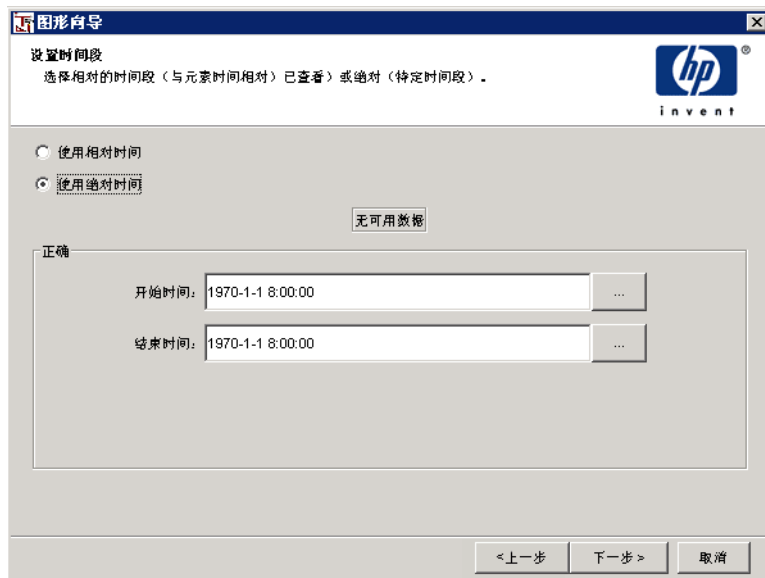 图形向导
设置时间段
选择相对的时间段（与元素时间相对）已查看）或绝对（特定时间段）.
hp
®
invent
使用相对时间
使用绝对时间
无可用数据
正确
开始时间: 1970-1-1 8:00:00 ...
结束时间: 1970-1-1 8:00:00 ...
<上一步 下一步> 取消